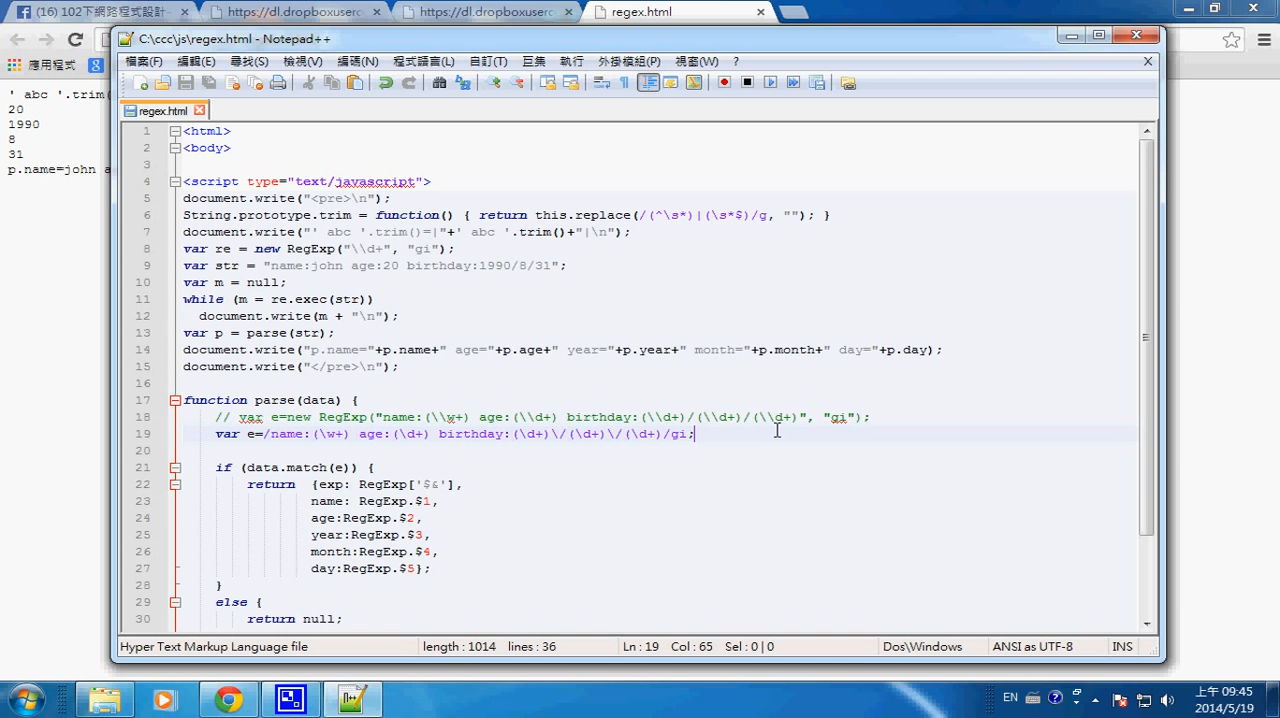 (16) 102下網路程式設計-
https://dl.dropboxuserco
https://dl.dropboxuserco
regex.html
應用程式
' abc '.trim(
20
1990
8
31
p.name=john a
C:\ccc\js\regex.html - Notepad++
檔案(F) 編輯(E) 尋找(S) 檢視(V) 編碼(N) 程式語言(L) 自訂(T) 巨集 執行 外掛模組(P) 視窗(W) ? X
regex.html
1 <html>
2 <body>
3
4 <script type="text/javascript">
5 document.write("<pre>\n");
6 String.prototype.trim = function() { return this.replace(/(^\s*)|(\s*$)/g, ""); }
7 document.write("' abc '.trim()=|"+' abc '.trim()+"|\n");
8 var re = new RegExp("\\d+", "gi");
9 var str = "name:john age:20 birthday:1990/8/31";
10 var m = null;
11 while (m = re.exec(str))
12   document.write(m + "\n");
13 var p = parse(str);
14 document.write("p.name="+p.name+" age="+p.age+" year="+p.year+" month="+p.month+" day="+p.day);
15 document.write("</pre>\n");
16
17 function parse(data) {
18     // var e=new RegExp("name:(\\w+) age:(\\d+) birthday:(\\d+)/(\\d+)/(\\d+)", "gi");
19     var e=/name:(\w+) age:(\d+) birthday:(\d+)\/(\d+)\/(\d+)/gi;
20
21     if (data.match(e)) {
22         return  {exp: RegExp['$&'],
23                 name: RegExp.$1,
24                 age:RegExp.$2,
25                 year:RegExp.$3,
26                 month:RegExp.$4,
27                 day:RegExp.$5};
28     }
29     else {
30         return null;
Hyper Text Markup Language file length : 1014 lines : 36 Ln : 19 Col : 65 Sel : 0 | 0 Dos\Windows ANSI as UTF-8 INS
EN
上午 09:45
2014/5/19